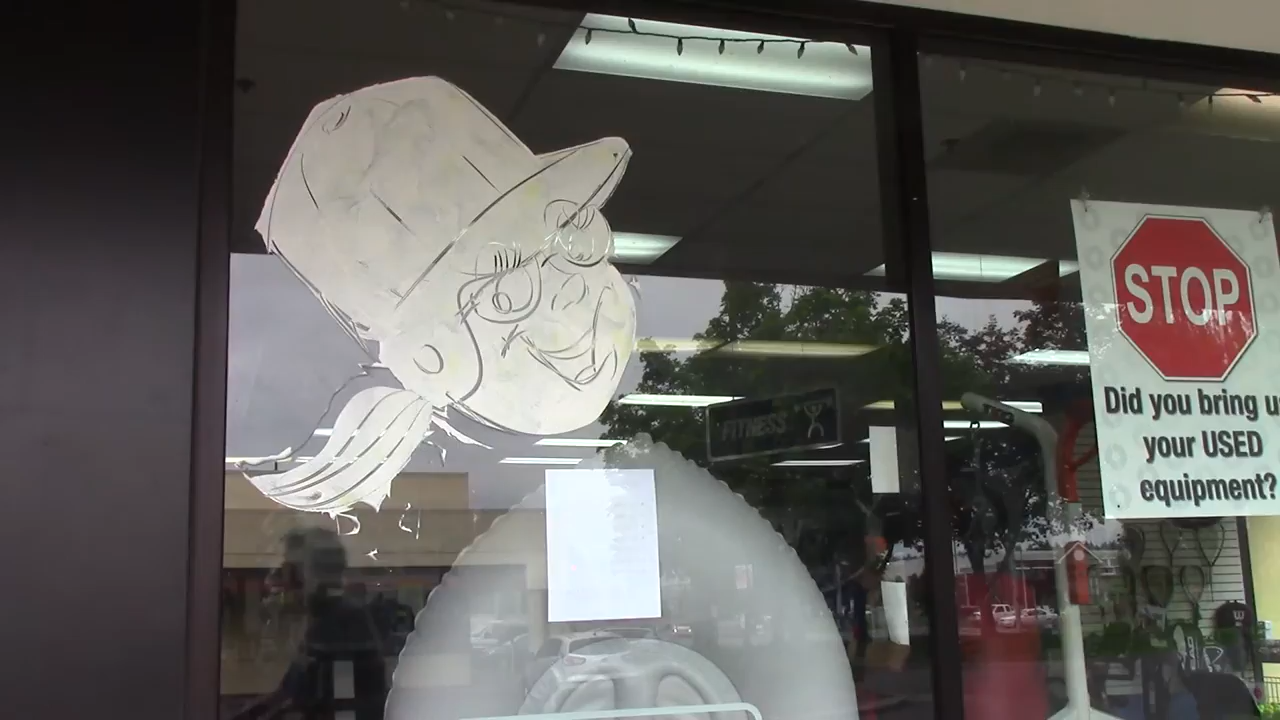 FITNESS
STOP
Did you bring u
your USED
equipment?